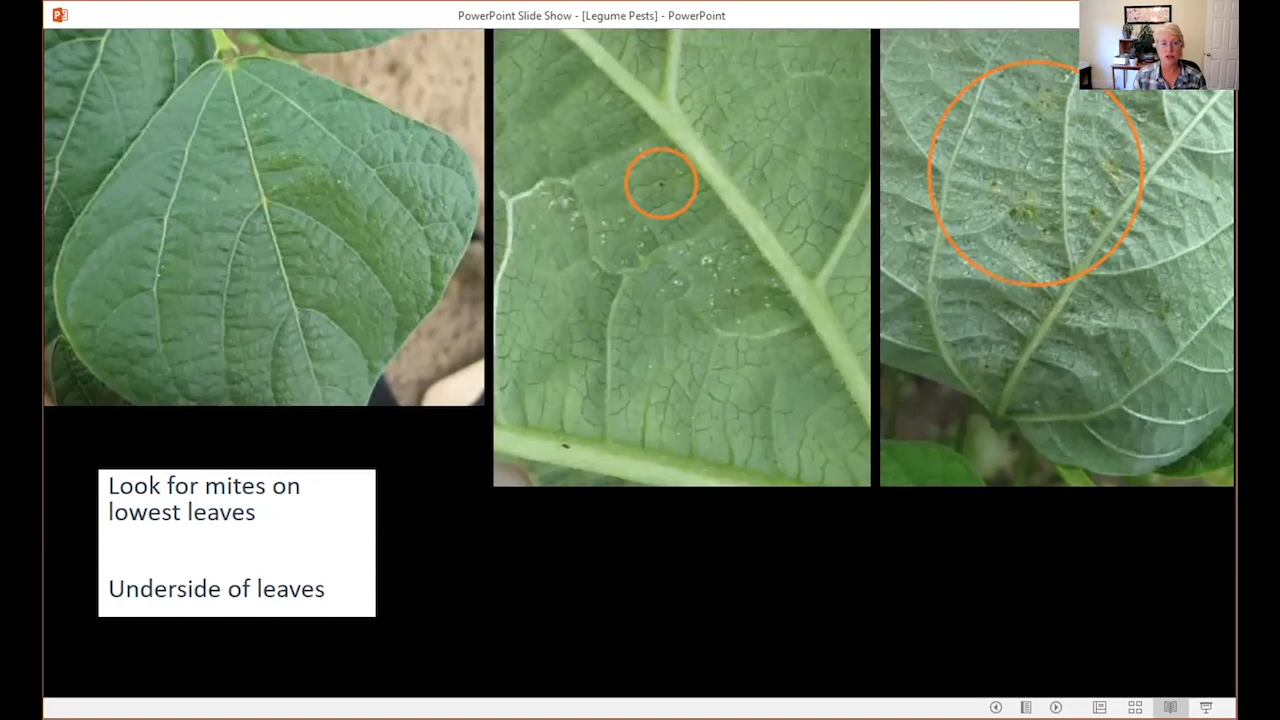 PowerPoint Slide Show - [Legume Pests] - PowerPoint
Look for mites on
lowest leaves
Underside of leaves